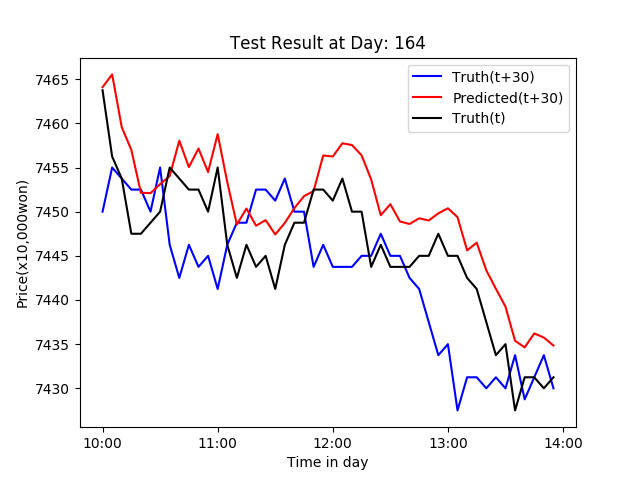 Test Result at Day: 164
Truth(t+30)
Predicted(t+30)
Truth(t)
Price(x10,000won)
7465
7460
7455
7450
7445
7440
7435
7430
10:00 11:00 12:00 13:00 14:00
Time in day